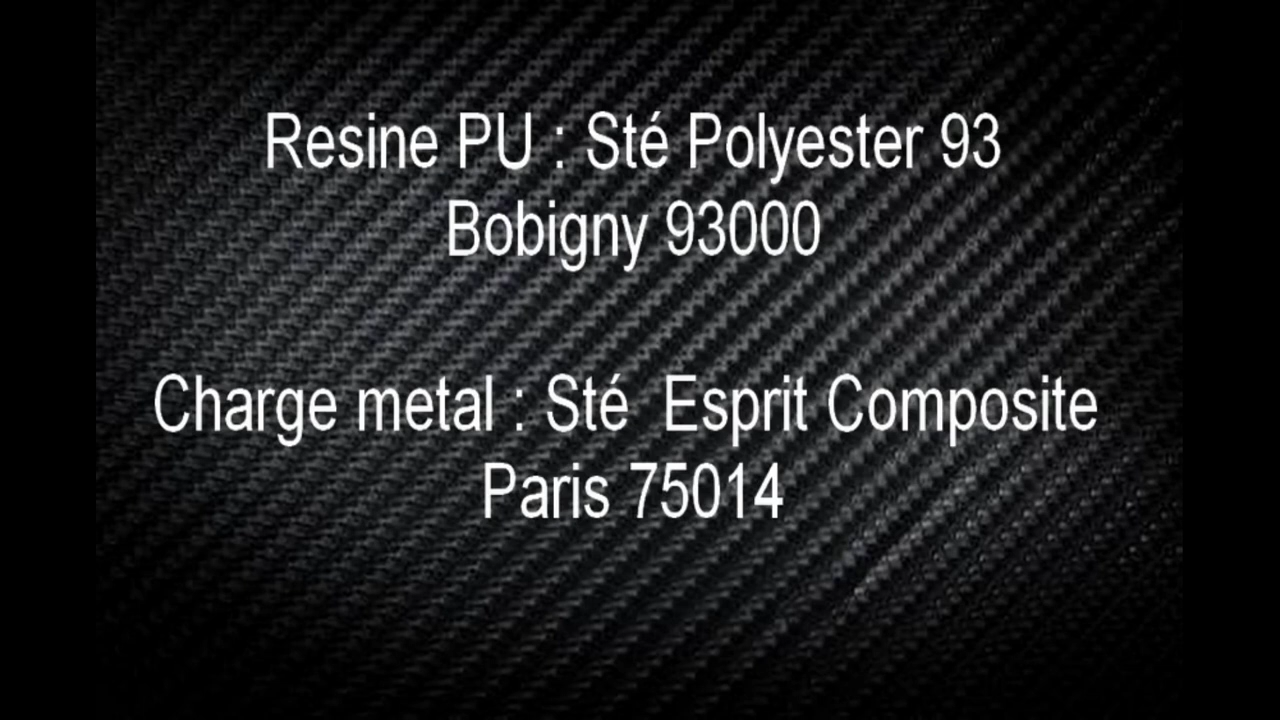 Resine PU : Sté Polyester 93
Bobigny 93000
Charge metal : Sté  Esprit Composite
Paris 75014